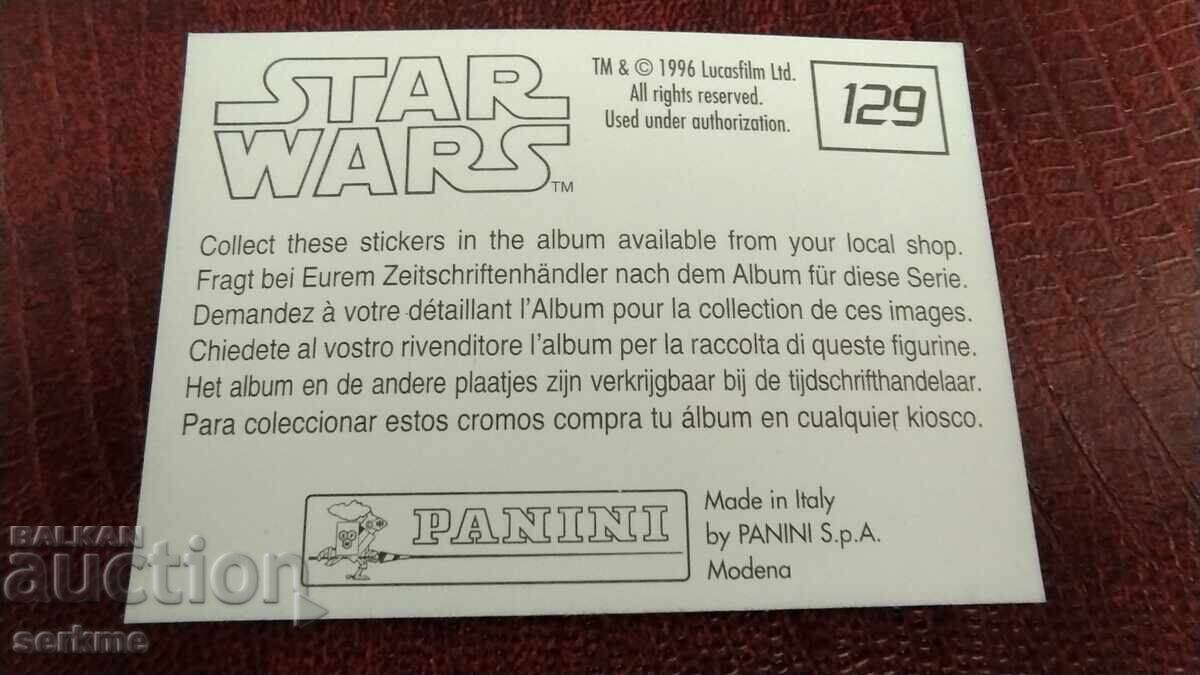 STAR
WARS™
TM & © 1996 Lucasfilm Ltd.
All rights reserved.
Used under authorization.
129
Collect these stickers in the album available from your local shop.
Fragt bei Eurem Zeitschriftenhändler nach dem Album für diese Serie.
Demandez à votre détaillant l'Album pour la collection de ces images.
Chiedete al vostro rivenditore l'album per la raccolta di queste figurine.
Het album en de andere plaatjes zijn verkrijgbaar bij de tijdschrifthandelaar.
Para coleccionar estos cromos compra tu álbum en cualquier kiosco.
PANINI
Made in Italy
by PANINI S.p.A.
Modena
BALKAN
auction
serkme